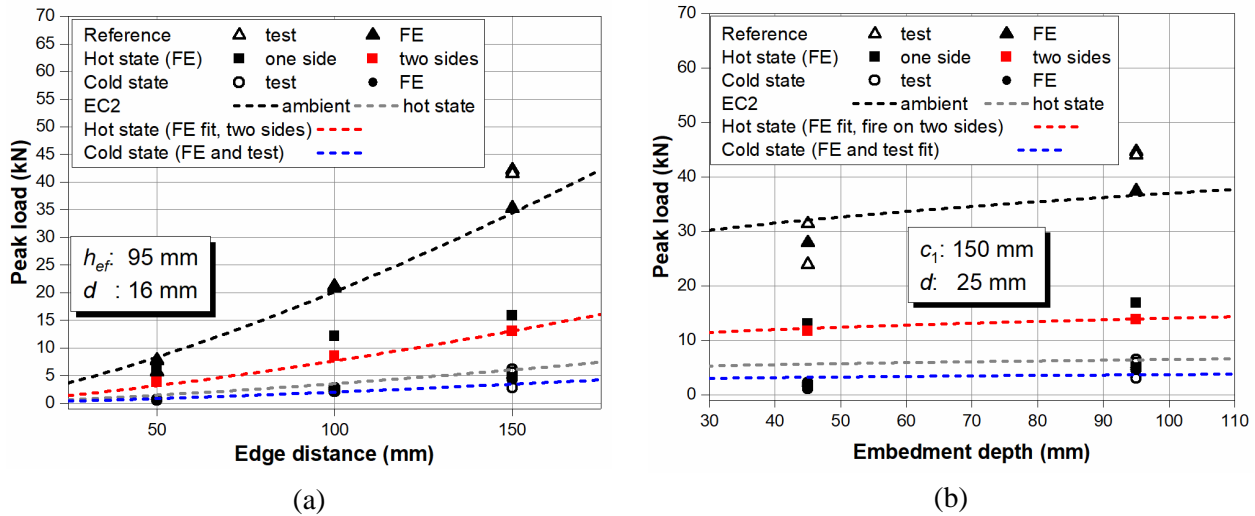 (a)
Peak load (kN)
70
65
60
55
50
45
40
35
30
25
20
15
10
5
0
Reference test FE
Hot state (FE) one side two sides
Cold state test FE
EC2 ambient hot state
Hot state (FE fit, two sides)
Cold state (FE and test)
hef: 95 mm
d : 16 mm
50 100 150
Edge distance (mm)
(b)
Peak load (kN)
70
60
50
40
30
20
10
0
Reference test FE
Hot state (FE) one side two sides
Cold state test FE
EC2 ambient hot state
Hot state (FE fit, fire on two sides)
Cold state (FE and test fit)
c1: 150 mm
d: 25 mm
30 40 50 60 70 80 90 100 110
Embedment depth (mm)